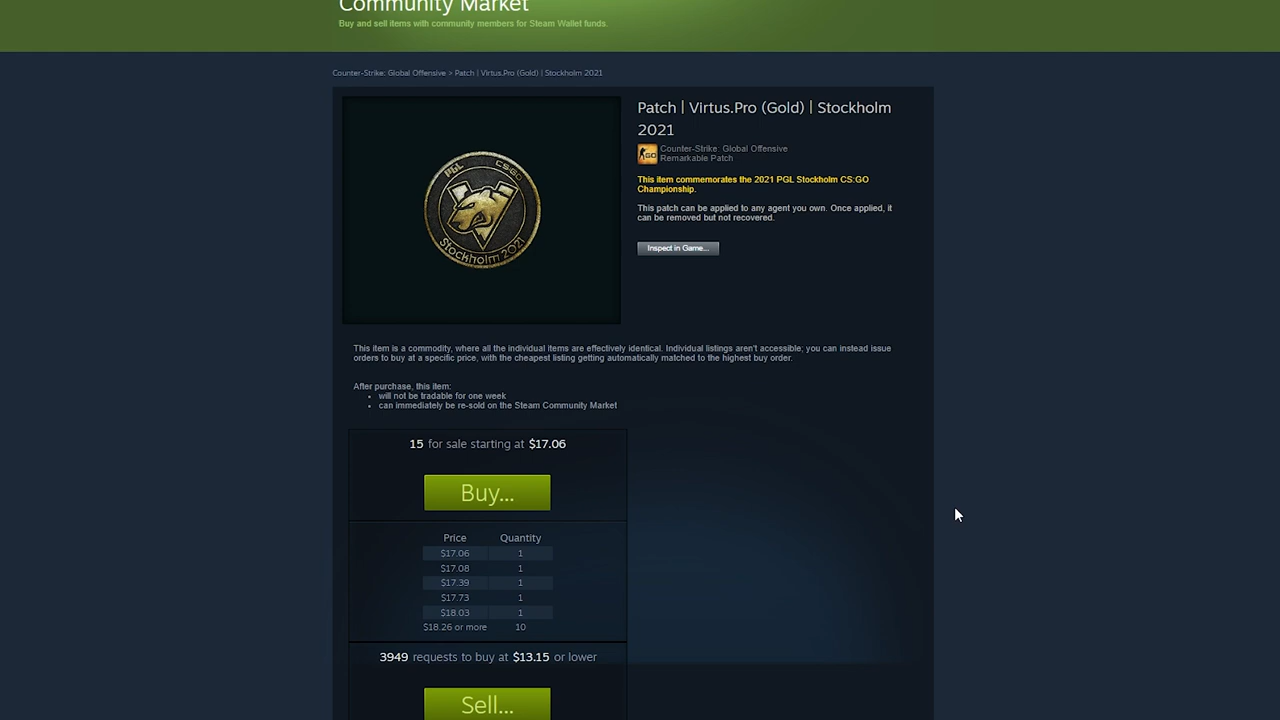 Community Market
Buy and sell items with community members for Steam Wallet funds.
Counter-Strike: Global Offensive > Patch | Virtus.Pro (Gold) | Stockholm 2021
PGL CS:GO
Stockholm 2021
Patch | Virtus.Pro (Gold) | Stockholm
2021
GO
Counter-Strike: Global Offensive
Remarkable Patch
This item commemorates the 2021 PGL Stockholm CS:GO
Championship.
This patch can be applied to any agent you own. Once applied, it
can be removed but not recovered.
Inspect in Game...
This item is a commodity, where all the individual items are effectively identical. Individual listings aren't accessible; you can instead issue
orders to buy at a specific price, with the cheapest listing getting automatically matched to the highest buy order.
After purchase, this item:
• will not be tradable for one week
• can immediately be re-sold on the Steam Community Market
15 for sale starting at $17.06
Buy...
Price Quantity
$17.06 1
$17.08 1
$17.39 1
$17.73 1
$18.03 1
$18.26 or more 10
3949 requests to buy at $13.15 or lower
Sell...